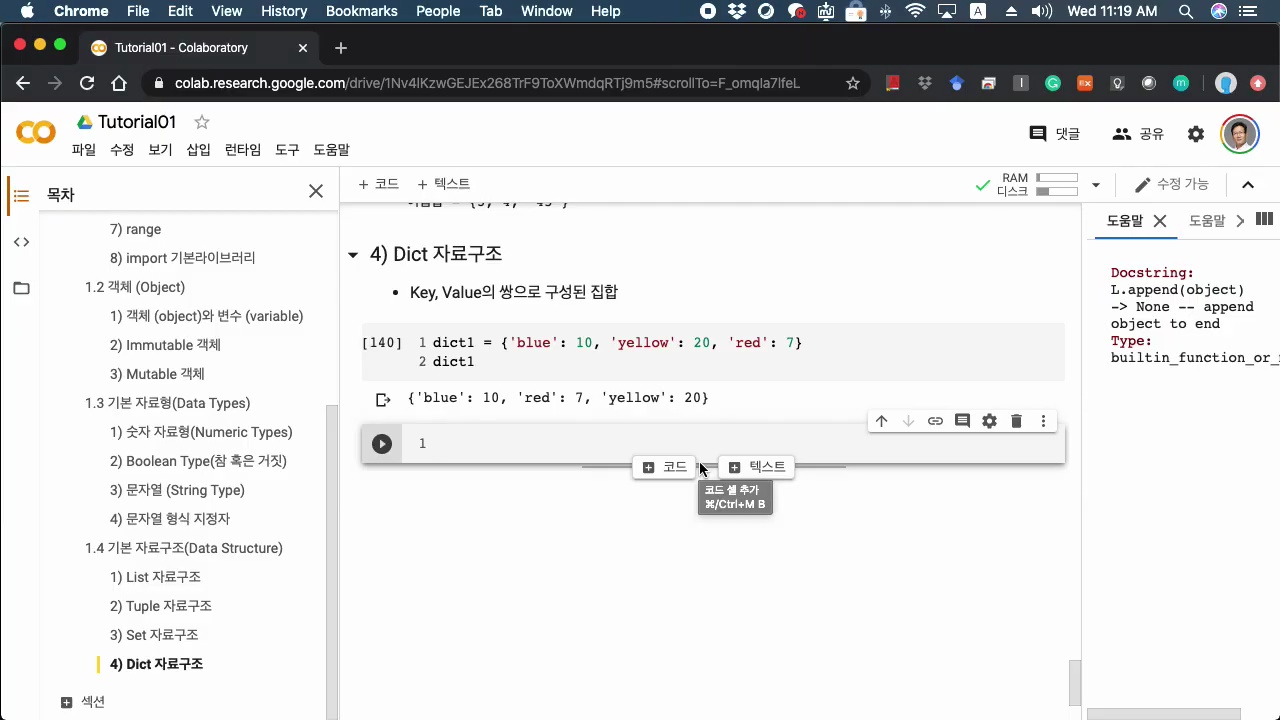 Chrome File Edit View History Bookmarks People Tab Window Help A Wed 11:19 AM
Tutorial01 - Colaboratory
colab.research.google.com/drive/1Nv4lKzwGEJEx268TrF9ToXWmdqRTj9m5#scrollTo=F_omqla7lfeL
Tutorial01
댓글 공유
파일 수정 보기 삽입 런타임 도구 도움말
목차
+ 코드 + 텍스트
RAM
디스크
수정 가능
7) range
8) import 기본라이브러리
1.2 객체 (Object)
1) 객체 (object)와 변수 (variable)
2) Immutable 객체
3) Mutable 객체
1.3 기본 자료형(Data Types)
1) 숫자 자료형(Numeric Types)
2) Boolean Type(참 혹은 거짓)
3) 문자열 (String Type)
4) 문자열 형식 지정자
1.4 기본 자료구조(Data Structure)
1) List 자료구조
2) Tuple 자료구조
3) Set 자료구조
4) Dict 자료구조
섹션
4) Dict 자료구조
• Key, Value의 쌍으로 구성된 집합
[140] 1 dict1 = {'blue': 10, 'yellow': 20, 'red': 7}
2 dict1
{'blue': 10, 'red': 7, 'yellow': 20}
1
코드 텍스트
코드 셀 추가
⌘/Ctrl+M B
도움말 도움말
Docstring:
L.append(object)
-> None -- append
object to end
Type:
builtin_function_or_